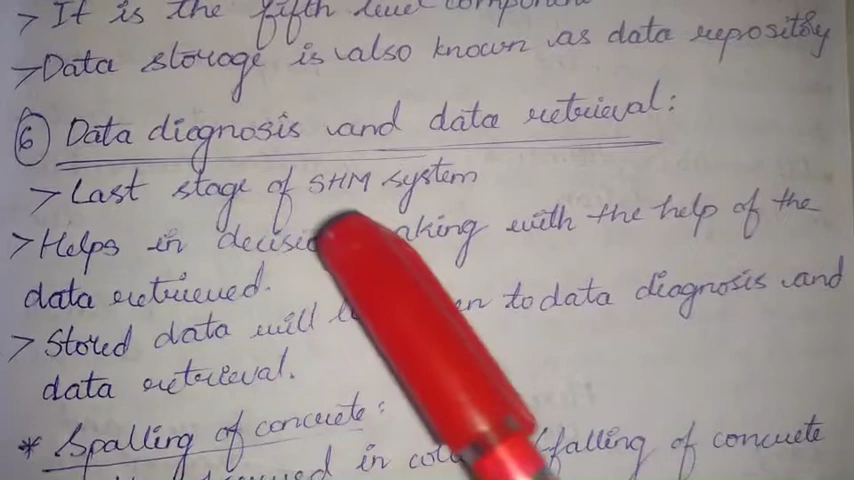 > It is the fifth level component
> Data storage is also known as data repository
6 Data diagnosis and data retrieval:
> Last stage of SHM system
> Helps in decision making with the help of the
data retrieved.
> Stored data will to data diagnosis and
data retrieval.
* Spalling of concrete:
in (falling of concrete